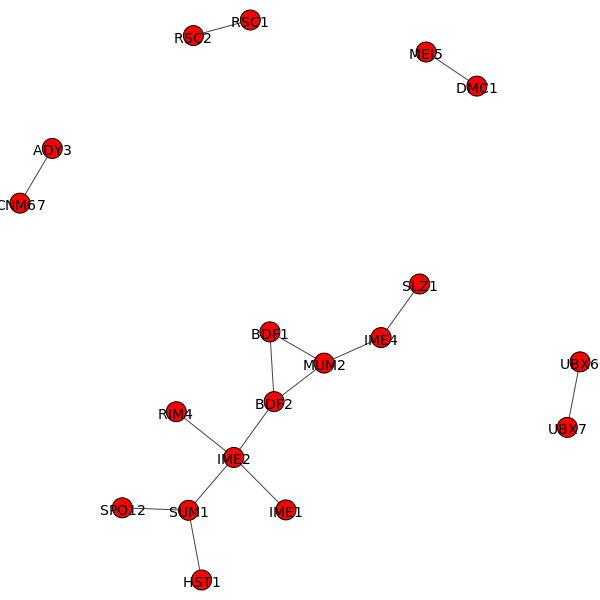 RSC1
RSC2
MEI5
DMC1
ADY3
CNM67
SLZ1
BDF1
IME4
MUM2
UBX6
BDF2
RIM4
UBX7
IME2
SPO12
SUM1
IME1
HST1